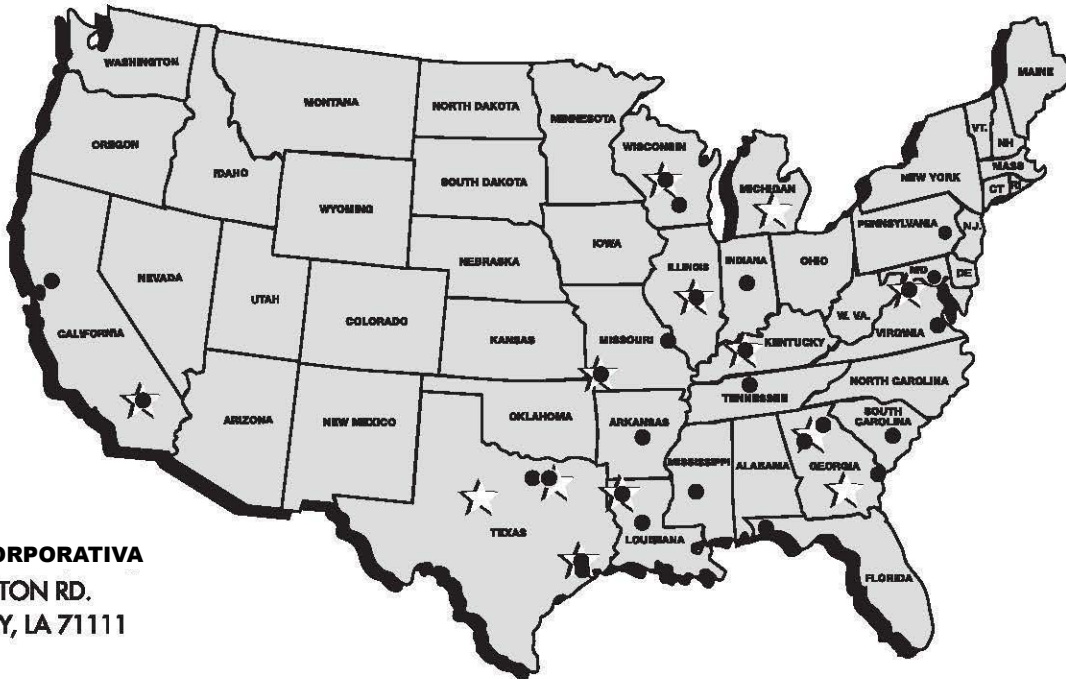 WASHINGTON
MONTANA
NORTH DAKOTA
MINNESOTA
MAINE
OREGON
IDAHO
SOUTH DAKOTA
WISCONSIN
MICHIGAN
VT.
NH
NEW YORK
MASS
CT
RI
WYOMING
IOWA
PENNSYLVANIA
N.J.
NEVADA
NEBRASKA
ILLINOIS
INDIANA
OHIO
MD
DE
UTAH
COLORADO
CALIFORNIA
KANSAS
MISSOURI
W. VA.
KENTUCKY
VIRGINIA
ARIZONA
NEW MEXICO
OKLAHOMA
ARKANSAS
TENNESSEE
NORTH CAROLINA
SOUTH
CAROLINA
MISSISSIPPI
ALABAMA
GEORGIA
TEXAS
LOUISIANA
FLORIDA
ORPORATIVA
TON RD.
Y, LA 71111